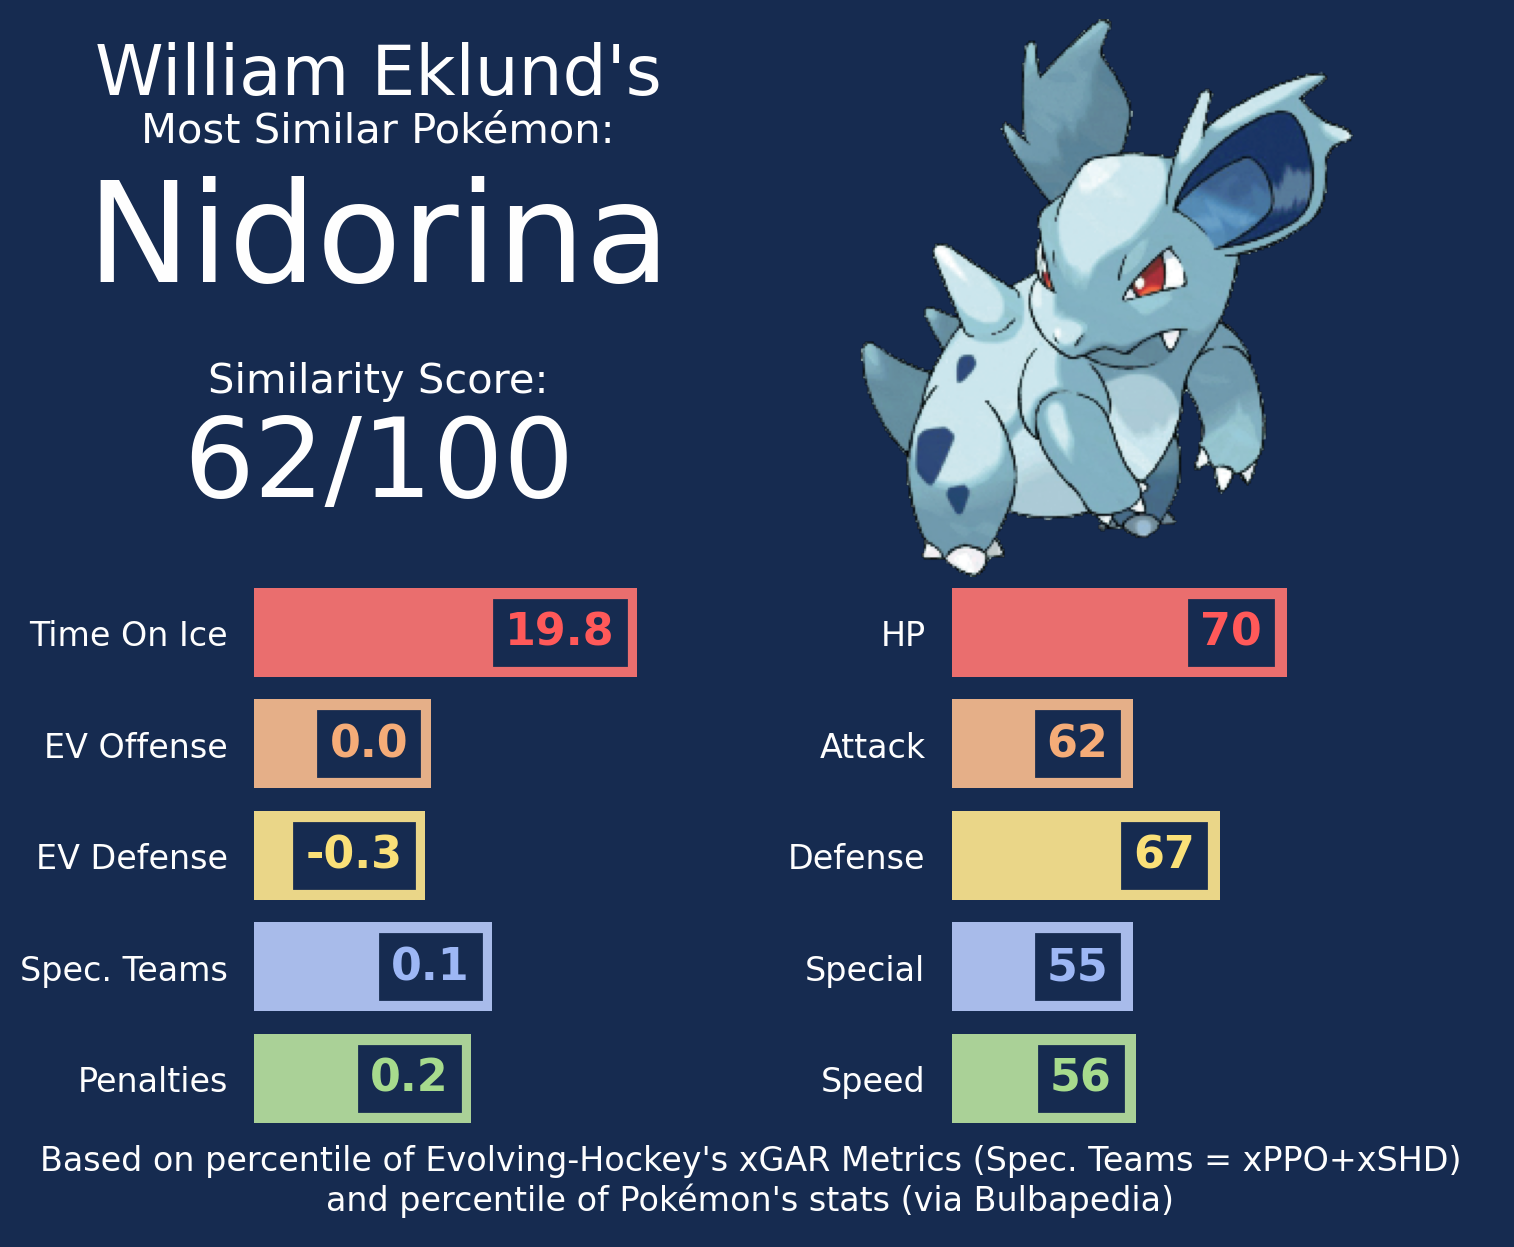 William Eklund's
Most Similar Pokémon:
Nidorina
Similarity Score:
62/100
Time On Ice 19.8
EV Offense 0.0
EV Defense -0.3
Spec. Teams 0.1
Penalties 0.2
HP 70
Attack 62
Defense 67
Special 55
Speed 56
Based on percentile of Evolving-Hockey's xGAR Metrics (Spec. Teams = xPPO+xSHD)
and percentile of Pokémon's stats (via Bulbapedia)